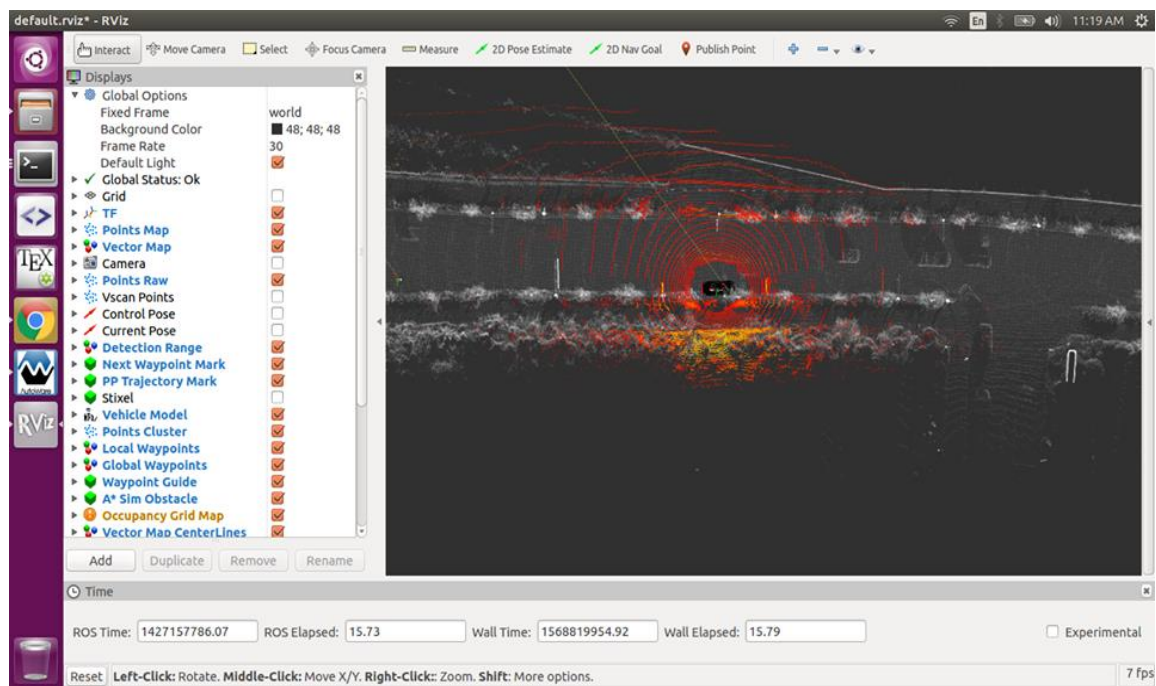 default.rviz* - RViz
En
11:19 AM
Interact
Move Camera
Select
Focus Camera
Measure
2D Pose Estimate
2D Nav Goal
Publish Point
Displays
Global Options
Fixed Frame world
Background Color 48; 48; 48
Frame Rate 30
Default Light
Global Status: Ok
Grid
TF
Points Map
Vector Map
Camera
Points Raw
Vscan Points
Control Pose
Current Pose
Detection Range
Next Waypoint Mark
PP Trajectory Mark
Stixel
Vehicle Model
Points Cluster
Local Waypoints
Global Waypoints
Waypoint Guide
A* Sim Obstacle
Occupancy Grid Map
Vector Map CenterLines
Add Duplicate Remove Rename
TEX
Autoware
RViz
Time
ROS Time: 1427157786.07 ROS Elapsed: 15.73 Wall Time: 1568819954.92 Wall Elapsed: 15.79 Experimental
Reset Left-Click: Rotate. Middle-Click: Move X/Y. Right-Click:: Zoom. Shift: More options. 7 fps